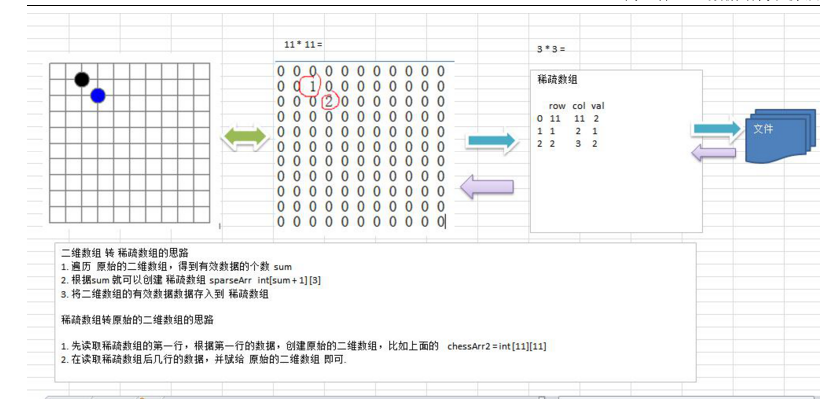 11 * 11 =
3 * 3 =
0 0 0 0 0 0 0 0 0 0 0
0 0 1 0 0 0 0 0 0 0 0
0 0 0 2 0 0 0 0 0 0 0
0 0 0 0 0 0 0 0 0 0 0
0 0 0 0 0 0 0 0 0 0 0
0 0 0 0 0 0 0 0 0 0 0
0 0 0 0 0 0 0 0 0 0 0
0 0 0 0 0 0 0 0 0 0 0
0 0 0 0 0 0 0 0 0 0 0
0 0 0 0 0 0 0 0 0 0 0
0 0 0 0 0 0 0 0 0 0 0
稀疏数组
row col val
0 11 11 2
1 1 2 1
2 2 3 2
文件
二维数组 转 稀疏数组的思路
1. 遍历 原始的二维数组，得到有效数据的个数 sum
2. 根据sum 就可以创建 稀疏数组 sparseArr int[sum + 1] [3]
3. 将二维数组的有效数据数据存入到 稀疏数组
稀疏数组转原始的二维数组的思路
1. 先读取稀疏数组的第一行，根据第一行的数据，创建原始的二维数组，比如上面的 chessArr2 = int [11][11]
2. 在读取稀疏数组后几行的数据，并赋给 原始的二维数组 即可.